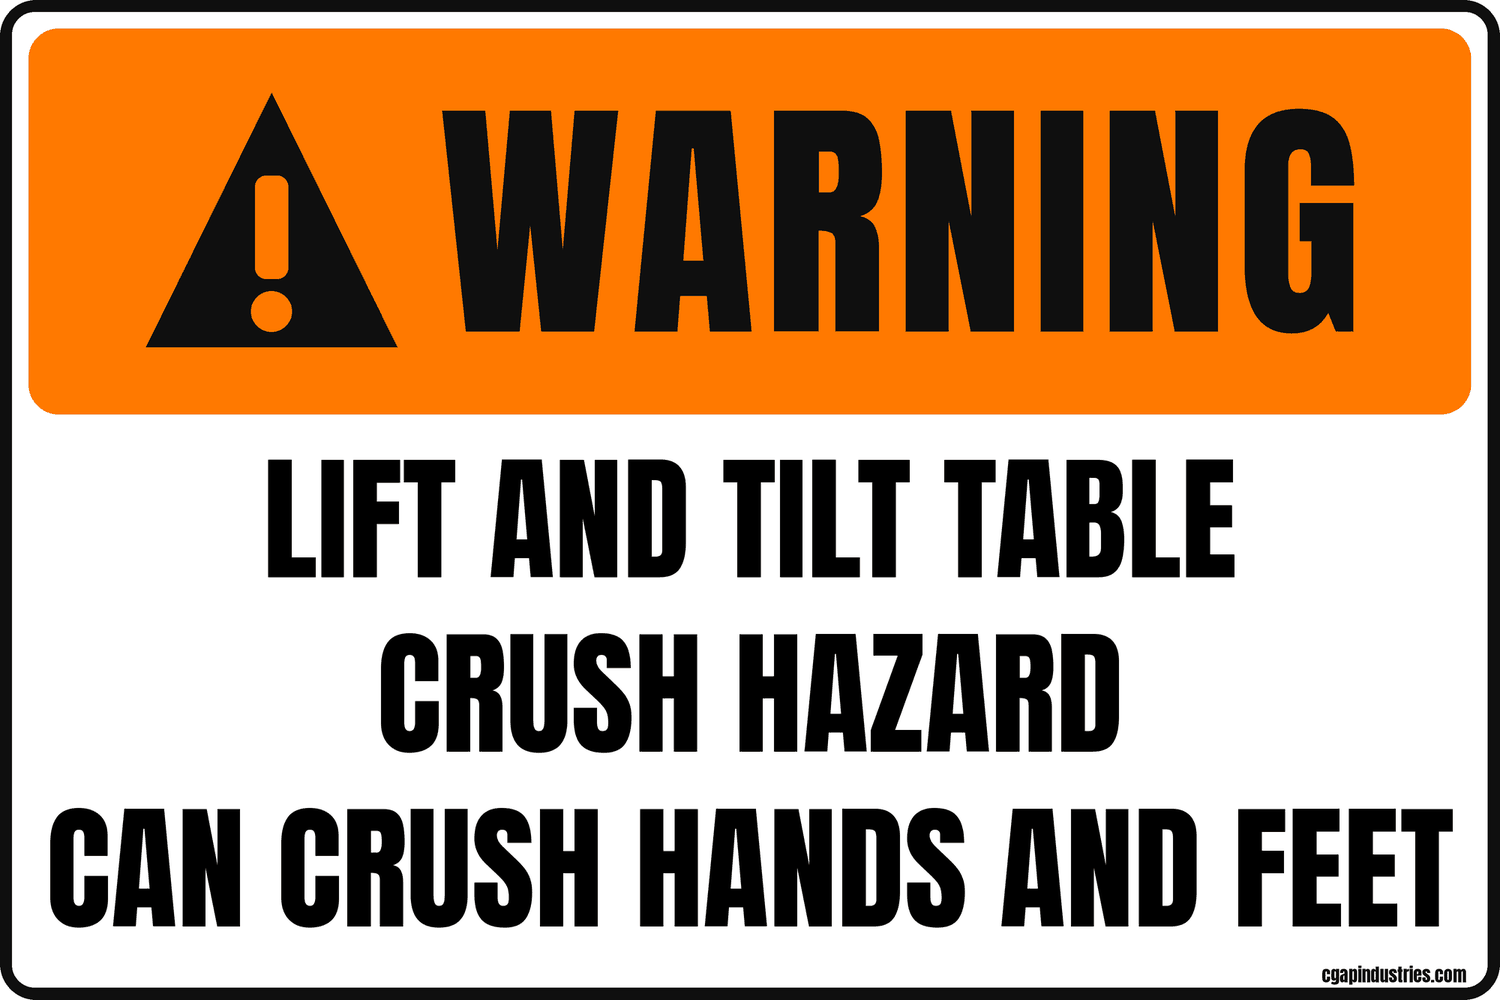 WARNING
LIFT AND TILT TABLE
CRUSH HAZARD
CAN CRUSH HANDS AND FEET
cgapindustries.com